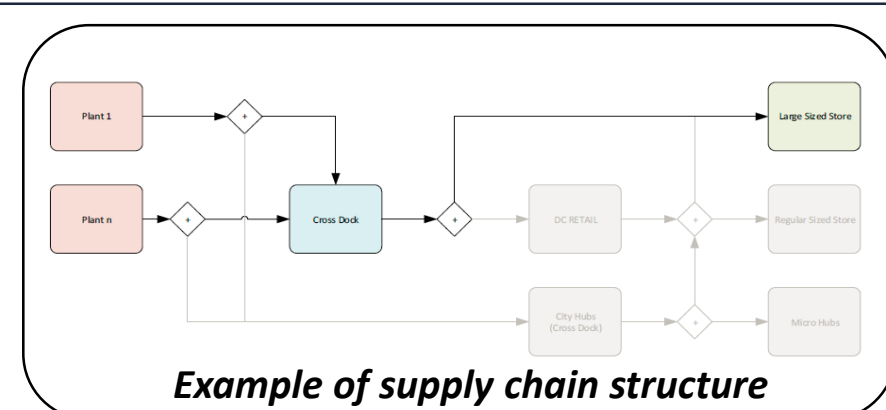 Plant 1
+
Large Sized Store
Plant n
+
Cross Dock
+
DC RETAIL
+
Regular Sized Store
City Hubs
(Cross Dock)
+
Micro Hubs
Example of supply chain structure